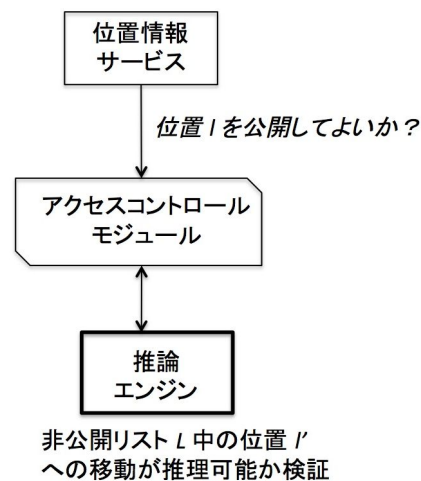 位置情報
サービス
位置 l を公開してよいか？
アクセスコントロール
モジュール
推論
エンジン
非公開リスト L 中の位置 l’
への移動が推理可能か検証